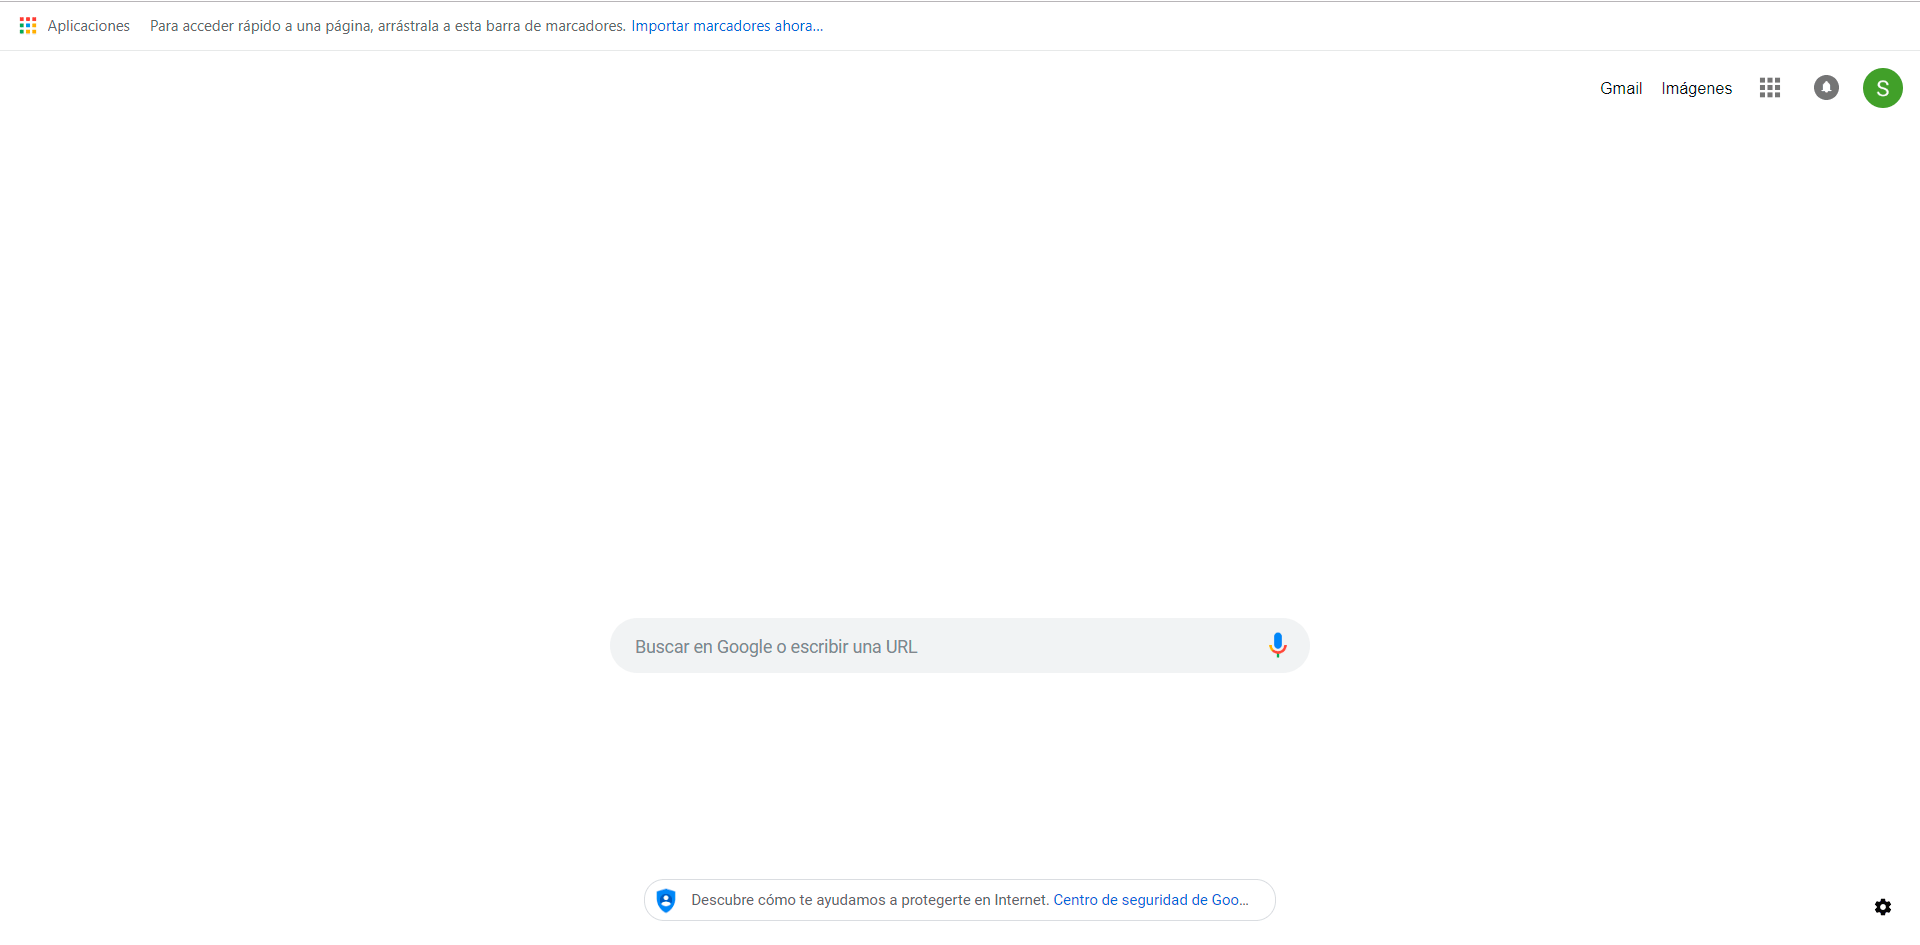 Aplicaciones Para acceder rápido a una página, arrástrala a esta barra de marcadores. Importar marcadores ahora...
Gmail Imágenes S
Buscar en Google o escribir una URL
Descubre cómo te ayudamos a protegerte en Internet. Centro de seguridad de Goo...